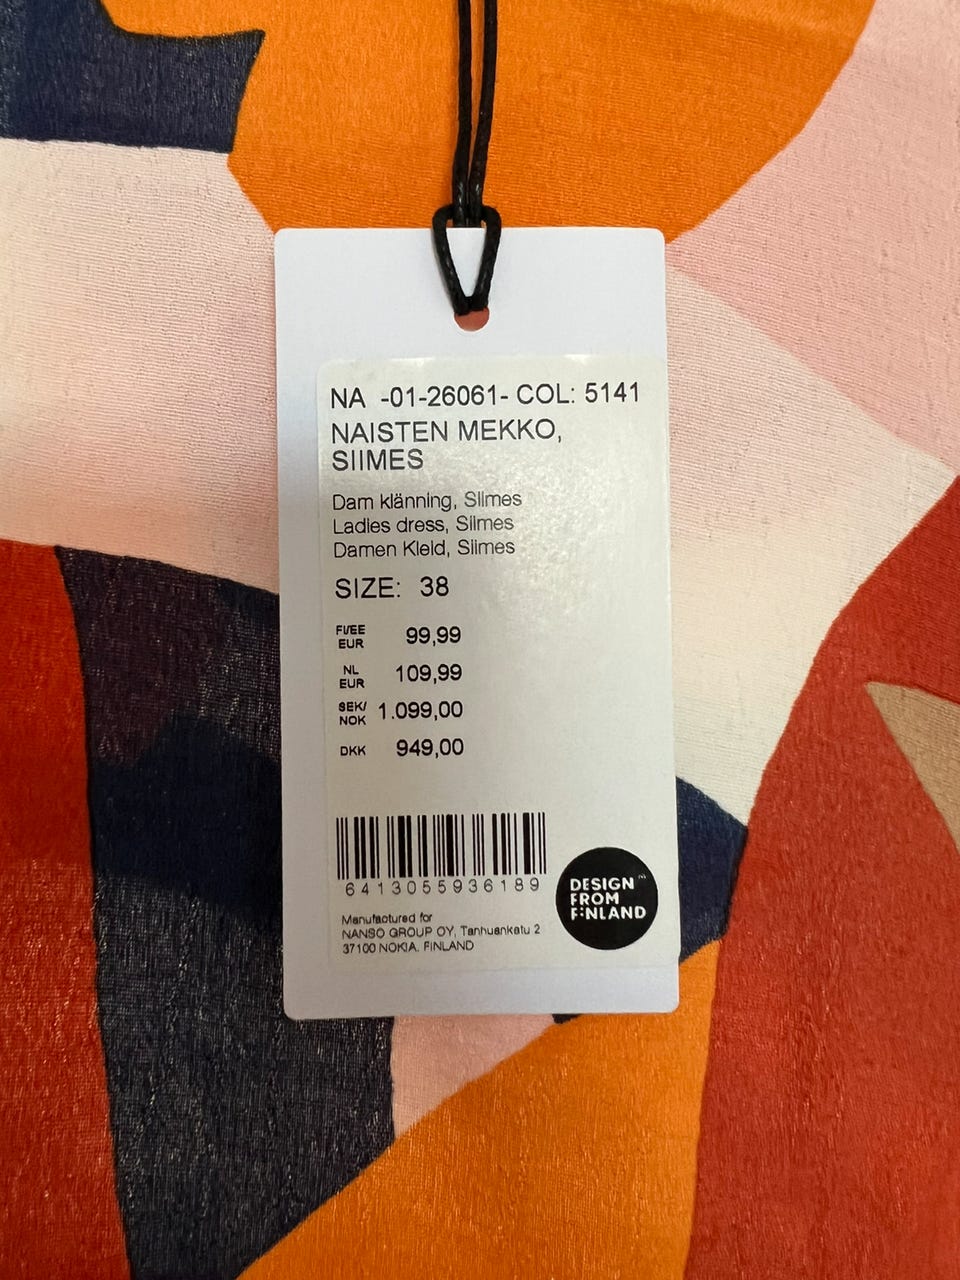 NA -01-26061- COL: 5141
NAISTEN MEKKO,
SIIMES
Dam klänning, Siimes
Ladies dress, Siimes
Damen Kleid, Siimes
SIZE: 38
FI/EE
EUR 99,99
NL
EUR 109,99
SEK/
NOK 1.099,00
DKK 949,00
6413055936189
Manufactured for
NANSO GROUP OY, Tanhuankatu 2
37100 NOKIA. FINLAND
DESIGN
FROM
FINLAND